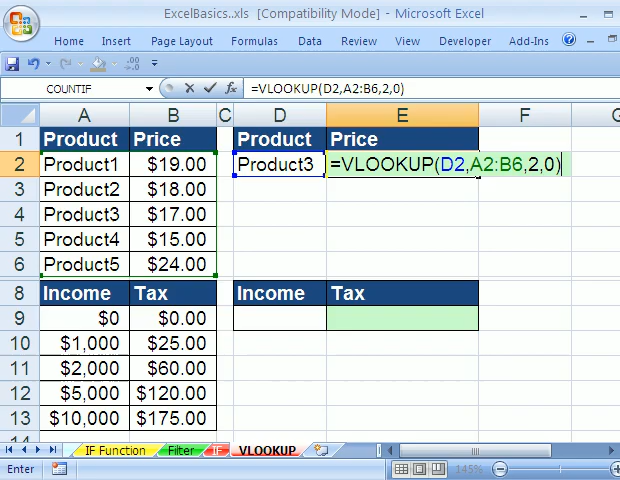 ExcelBasics..xls [Compatibility Mode] - Microsoft Excel
Home Insert Page Layout Formulas Data Review View Developer Add-Ins
COUNTIF fx =VLOOKUP(D2,A2:B6,2,0)
A B C D E F G
1 Product Price Product Price
2 Product1 $19.00 Product3 =VLOOKUP(D2,A2:B6,2,0)
3 Product2 $18.00
4 Product3 $17.00
5 Product4 $15.00
6 Product5 $24.00
8 Income Tax Income Tax
9 $0 $0.00
10 $1,000 $25.00
11 $2,000 $60.00
12 $5,000 $120.00
13 $10,000 $175.00
14
IF Function Filter IF VLOOKUP
Enter 145%